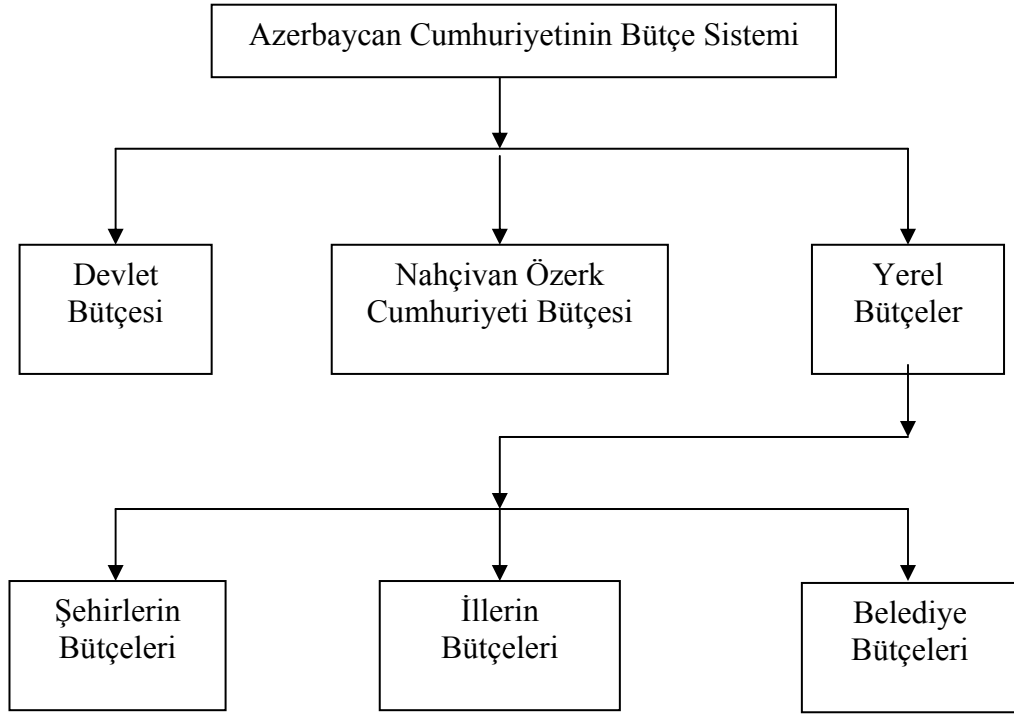 Azerbaycan Cumhuriyetinin Bütçe Sistemi
Devlet
Bütçesi
Nahçivan Özerk
Cumhuriyeti Bütçesi
Yerel
Bütçeler
Şehirlerin
Bütçeleri
İllerin
Bütçeleri
Belediye
Bütçeleri